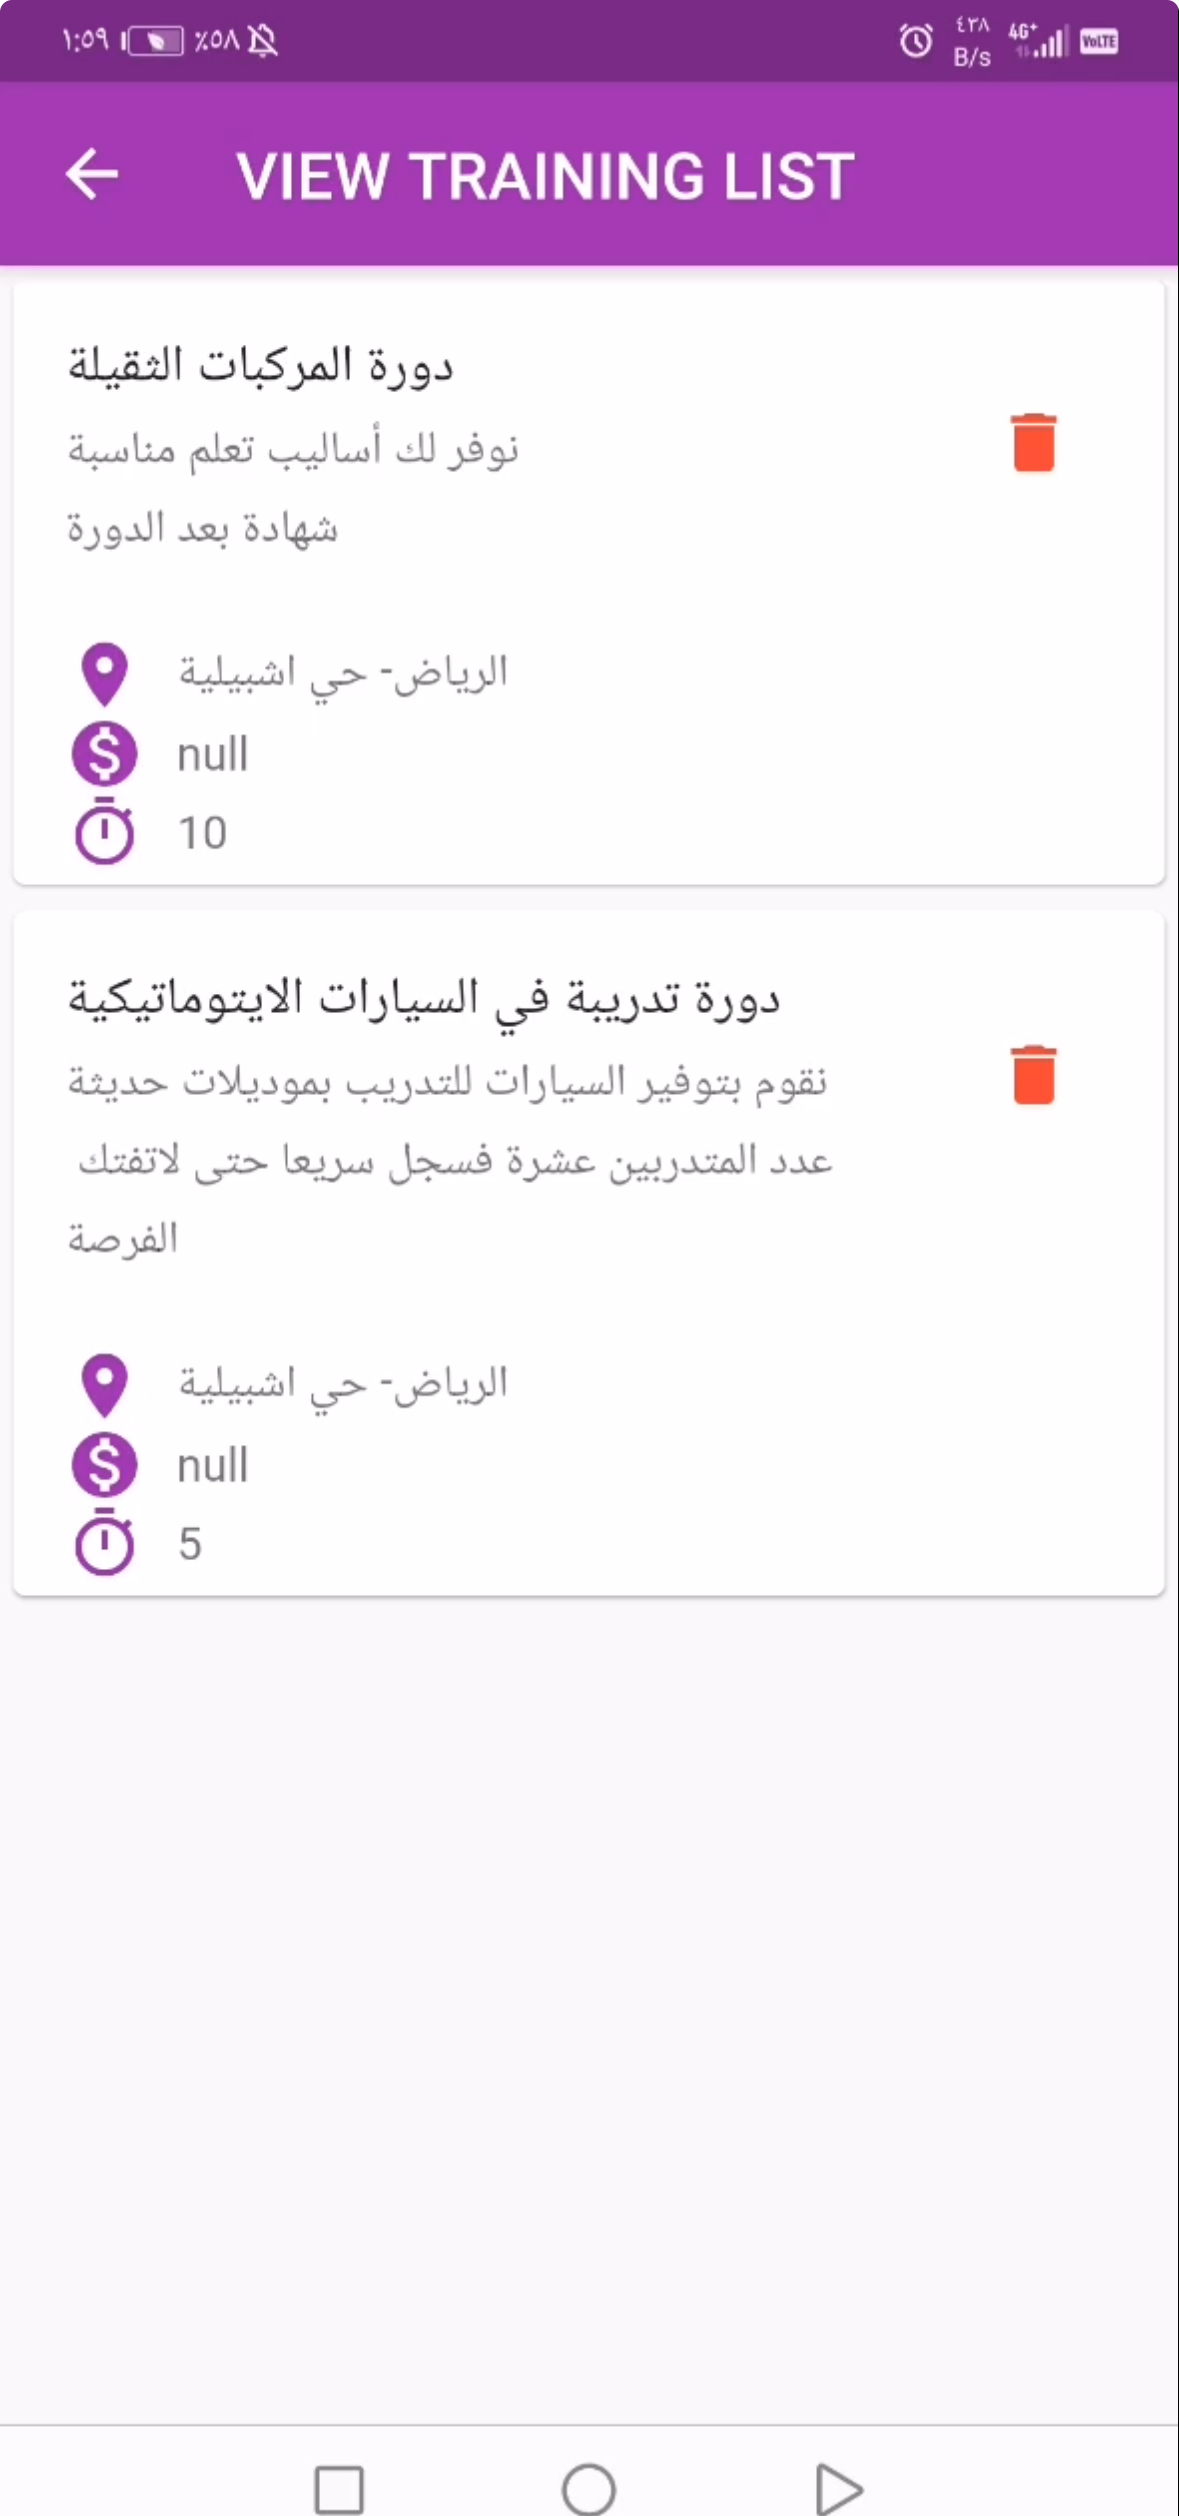 ١:٥٩ ٪٥٨ ٤٣٨ B/s 4G+ VoLTE
VIEW TRAINING LIST
دورة المركبات الثقيلة
نوفر لك أساليب تعلم مناسبة
شهادة بعد الدورة
الرياض- حي اشبيلية
null
10
دورة تدريبة في السيارات الايتوماتيكية
نقوم بتوفير السيارات للتدريب بموديلات حديثة
عدد المتدربين عشرة فسجل سريعا حتى لاتفتك
الفرصة
الرياض- حي اشبيلية
null
5